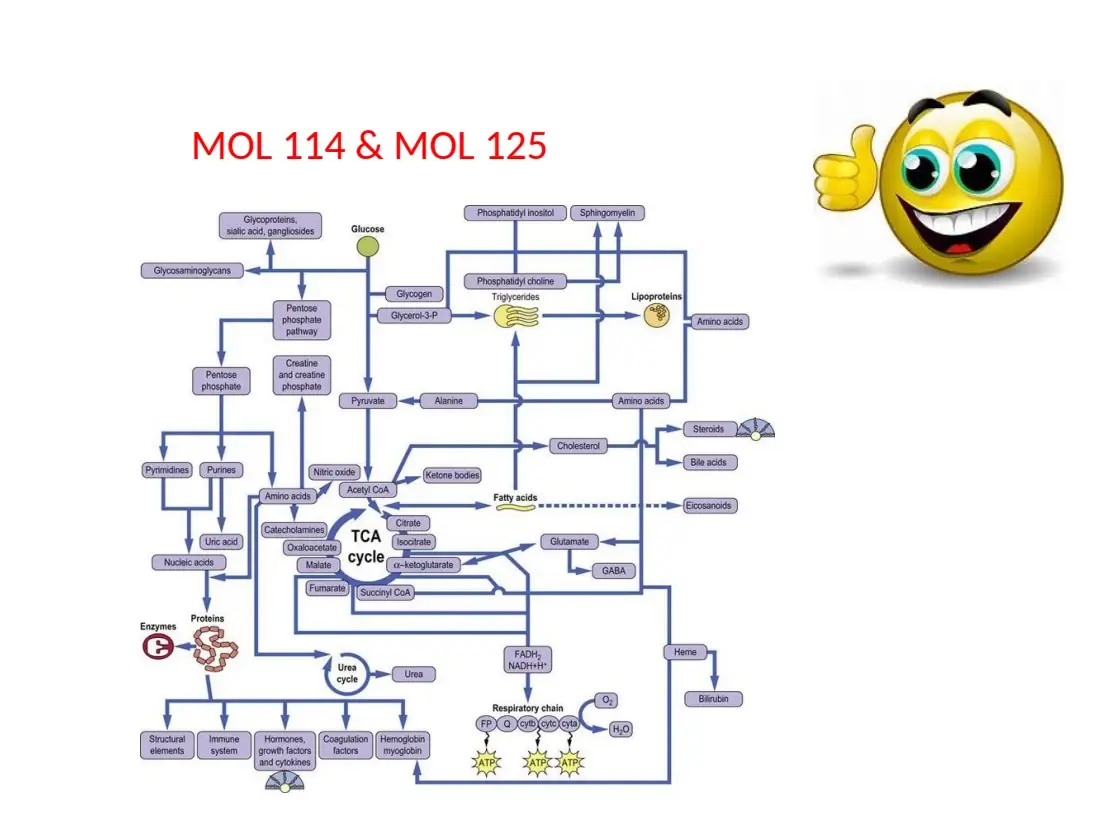 MOL 114 & MOL 125
Phosphatidyl inositol
Sphingomyelin
Glycoproteins,
sialic acid, gangliosides
Glucose
Glycosaminoglycans
Phosphatidyl choline
Glycogen
Triglycerides
Lipoproteins
Pentose
phosphate
pathway
Glycerol-3-P
Amino acids
Creatine
and creatine
phosphate
Pentose
phosphate
Pyruvate
Alanine
Amino acids
Steroids
Cholesterol
Bile acids
Pyrimidines
Purines
Nitric oxide
Ketone bodies
Acetyl CoA
Amino acids
Fatty acids
Eicosanoids
Citrate
Catecholamines
TCA
cycle
Uric acid
Oxaloacetate
Isocitrate
Glutamate
Nucleic acids
Malate
α-ketoglutarate
GABA
Fumarate
Succinyl CoA
Proteins
Enzymes
FADH₂
NADH+H⁺
Heme
Urea
cycle
Urea
Bilirubin
Respiratory chain
O₂
FP
Q
cytb
cytc
cyta
H₂O
Structural
elements
Immune
system
Hormones,
growth factors
and cytokines
Coagulation
factors
Hemoglobin
myoglobin
ATP
ATP
ATP